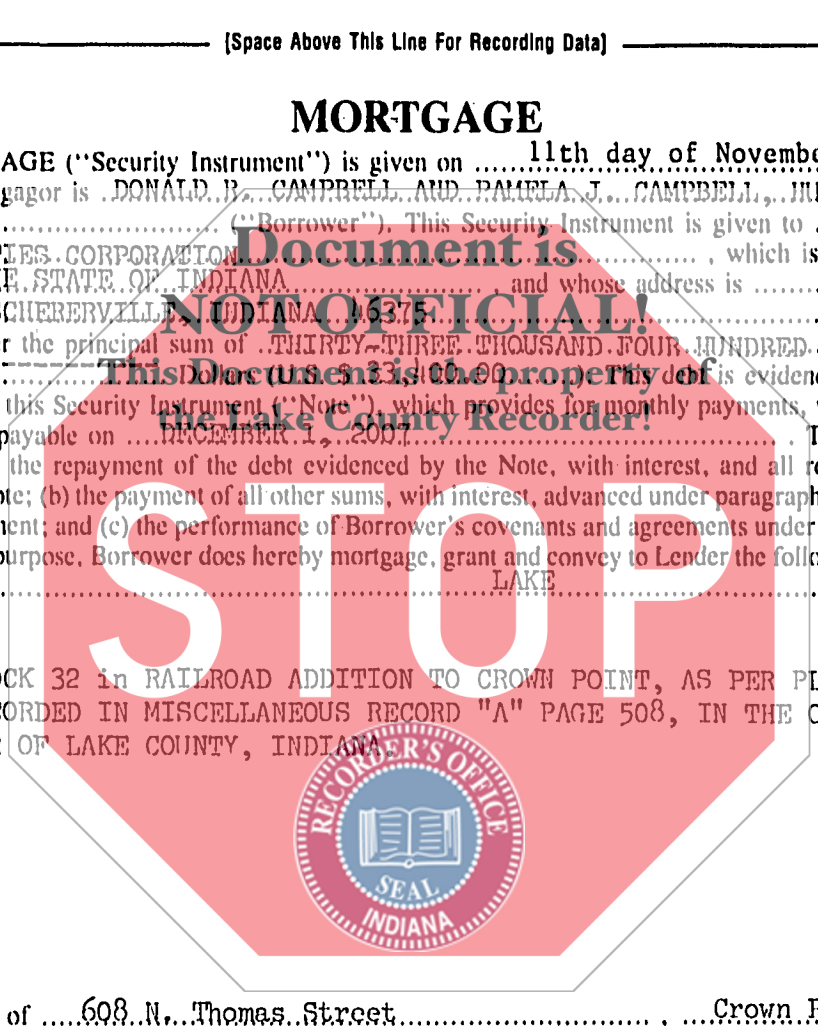 [Space Above This Line For Recording Data]
MORTGAGE
AGE ("Security Instrument") is given on ..... 11th day of Novembe
gagor is DONALD B. CAMPBELL AND PAMELA J. CAMPBELL, HU
("Borrower"). This Security Instrument is given to
IES CORPORATION , which is
E STATE OF INDIANA , and whose address is
CHERERVILLE, INDIANA 46375
r the principal sum of THIRTY-THREE THOUSAND FOUR HUNDRED
Dollars (U.S. $ 33,400.00 ). This debt is eviden
this Security Instrument ("Note"), which provides for monthly payments,
payable on DECEMBER 1, 2007
Document is
NOT OFFICIAL!
This Document is the property of
the Lake County Recorder!
the repayment of the debt evidenced by the Note, with interest, and all r
te; (b) the payment of all other sums, with interest, advanced under paragraph
ent; and (c) the performance of Borrower's covenants and agreements under
purpose, Borrower does hereby mortgage, grant and convey to Lender the foll
LAKE
STOP
CK 32 in RAILROAD ADDITION TO CROWN POINT, AS PER P
ORDED IN MISCELLANEOUS RECORD "A" PAGE 508, IN THE
OF LAKE COUNTY, INDIANA.
RECORDER'S OFFICE
SEAL
INDIANA
of 608 N. Thomas Street , Crown P